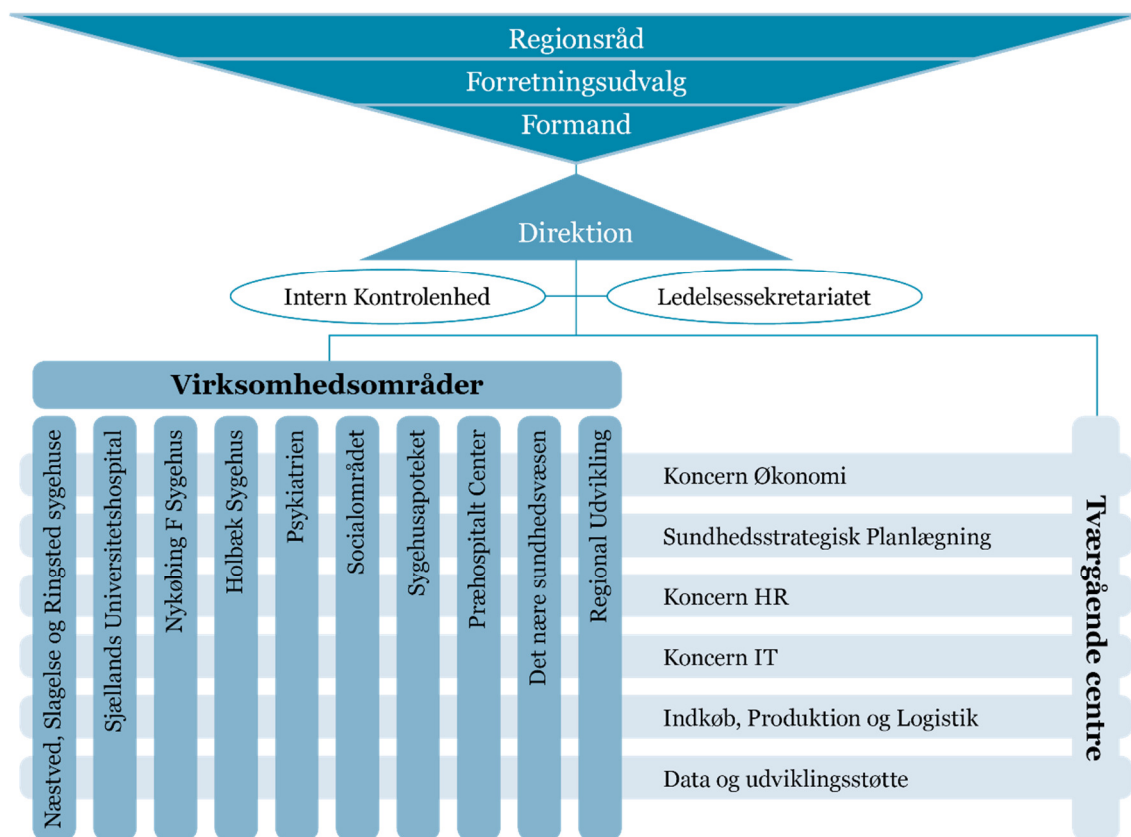 Regionsråd
Forretningsudvalg
Formand
Direktion
Intern Kontrolenhed
Ledelsessekretariatet
Virksomhedsområder
Næstved, Slagelse og Ringsted sygehuse
Sjællands Universitetshospital
Nykøbing F Sygehus
Holbæk Sygehus
Psykiatrien
Socialområdet
Sygehusapoteket
Præhospitalt Center
Det nære sundhedsvæsen
Regional Udvikling
Koncern Økonomi
Sundhedsstrategisk Planlægning
Koncern HR
Koncern IT
Indkøb, Produktion og Logistik
Data og udviklingsstøtte
Tværgående centre